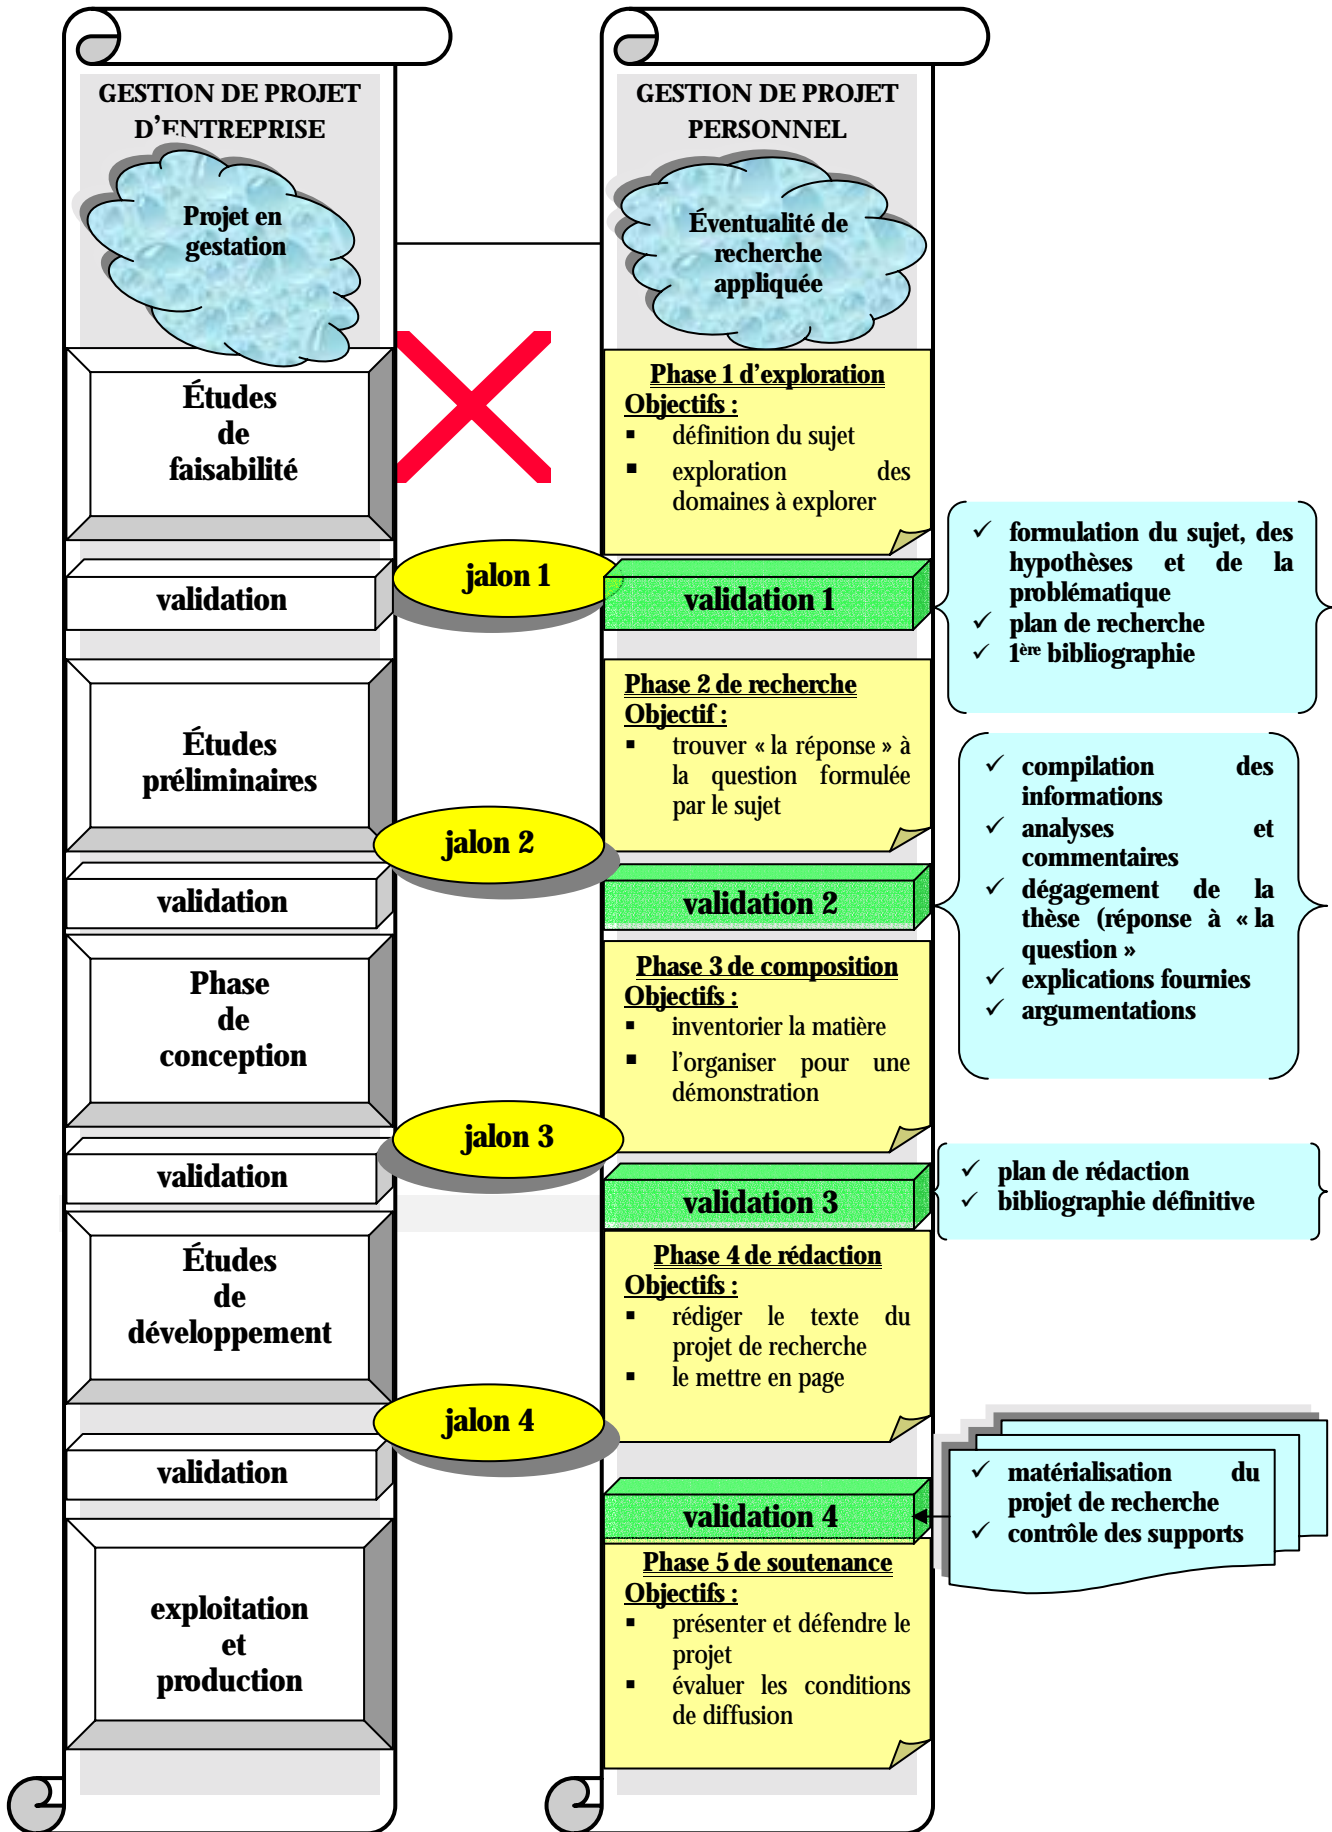 GESTION DE PROJET
D'ENTREPRISE
Projet en
gestation
Études
de
faisabilité
validation
Études
préliminaires
validation
Phase
de
conception
validation
Études
de
développement
validation
exploitation
et
production
jalon 1
jalon 2
jalon 3
jalon 4
GESTION DE PROJET
PERSONNEL
Éventualité de
recherche
appliquée
Phase 1 d'exploration
Objectifs :
▪ définition du sujet
▪ exploration des
domaines à explorer
validation 1
Phase 2 de recherche
Objectif :
▪ trouver « la réponse » à
la question formulée
par le sujet
validation 2
Phase 3 de composition
Objectifs :
▪ inventorier la matière
▪ l'organiser pour une
démonstration
validation 3
Phase 4 de rédaction
Objectifs :
▪ rédiger le texte du
projet de recherche
▪ le mettre en page
validation 4
Phase 5 de soutenance
Objectifs :
▪ présenter et défendre le
projet
▪ évaluer les conditions
de diffusion
✓ formulation du sujet, des
hypothèses et de la
problématique
✓ plan de recherche
✓ 1ère bibliographie
✓ compilation des
informations
✓ analyses et
commentaires
✓ dégagement de la
thèse (réponse à « la
question »
✓ explications fournies
✓ argumentations
✓ plan de rédaction
✓ bibliographie définitive
✓ matérialisation du
projet de recherche
✓ contrôle des supports